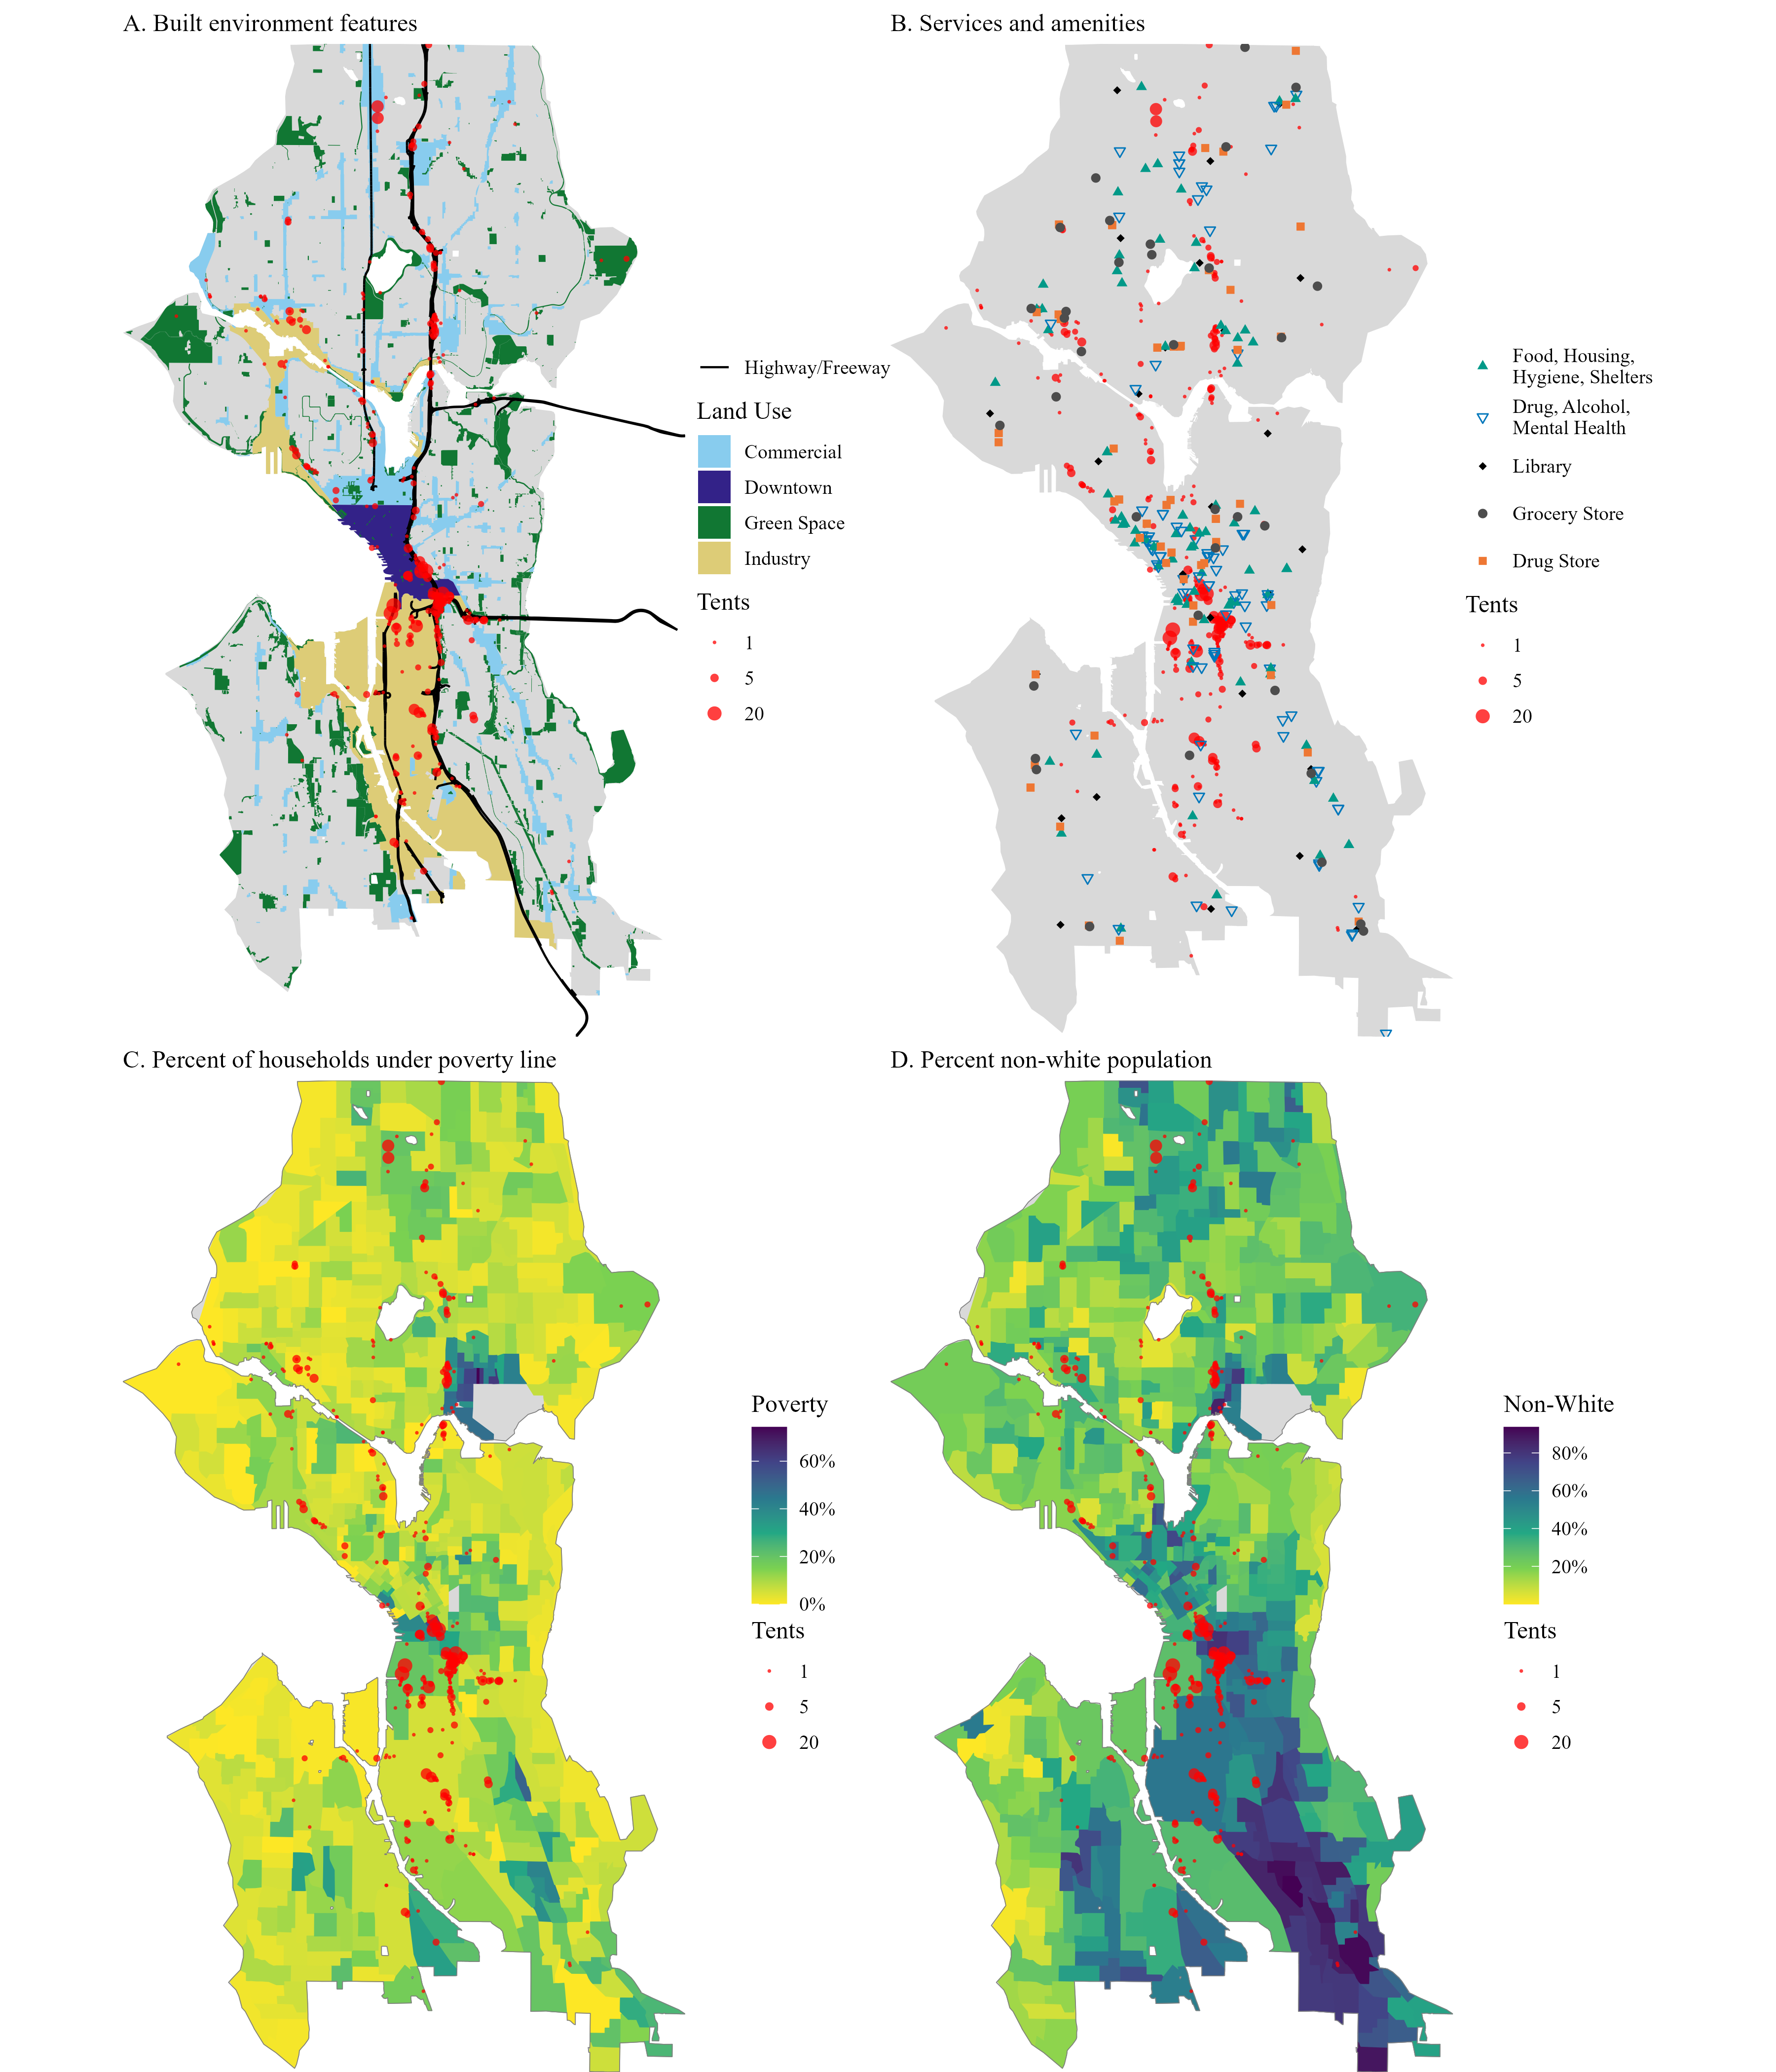 A. Built environment features
Highway/Freeway
Land Use
Commercial
Downtown
Green Space
Industry
Tents
1
5
20
B. Services and amenities
Food, Housing,
Hygiene, Shelters
Drug, Alcohol,
Mental Health
Library
Grocery Store
Drug Store
Tents
1
5
20
C. Percent of households under poverty line
Poverty
60%
40%
20%
0%
Tents
1
5
20
D. Percent non-white population
Non-White
80%
60%
40%
20%
Tents
1
5
20